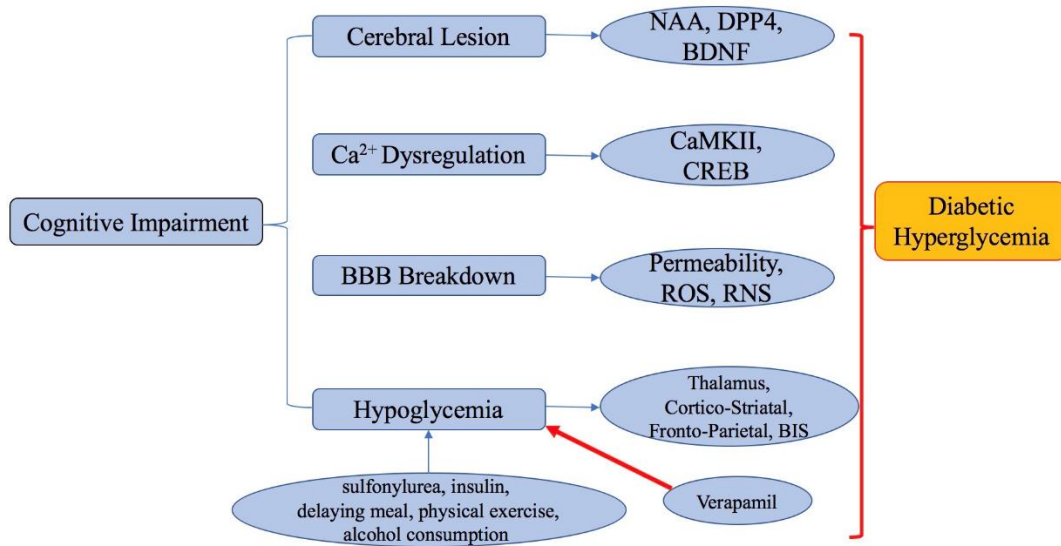 Cerebral Lesion
NAA, DPP4,
BDNF
Ca²⁺ Dysregulation
CaMKII,
CREB
Cognitive Impairment
Diabetic
Hyperglycemia
BBB Breakdown
Permeability,
ROS, RNS
Hypoglycemia
Thalamus,
Cortico-Striatal,
Fronto-Parietal, BIS
sulfonylurea, insulin,
delaying meal, physical exercise,
alcohol consumption
Verapamil